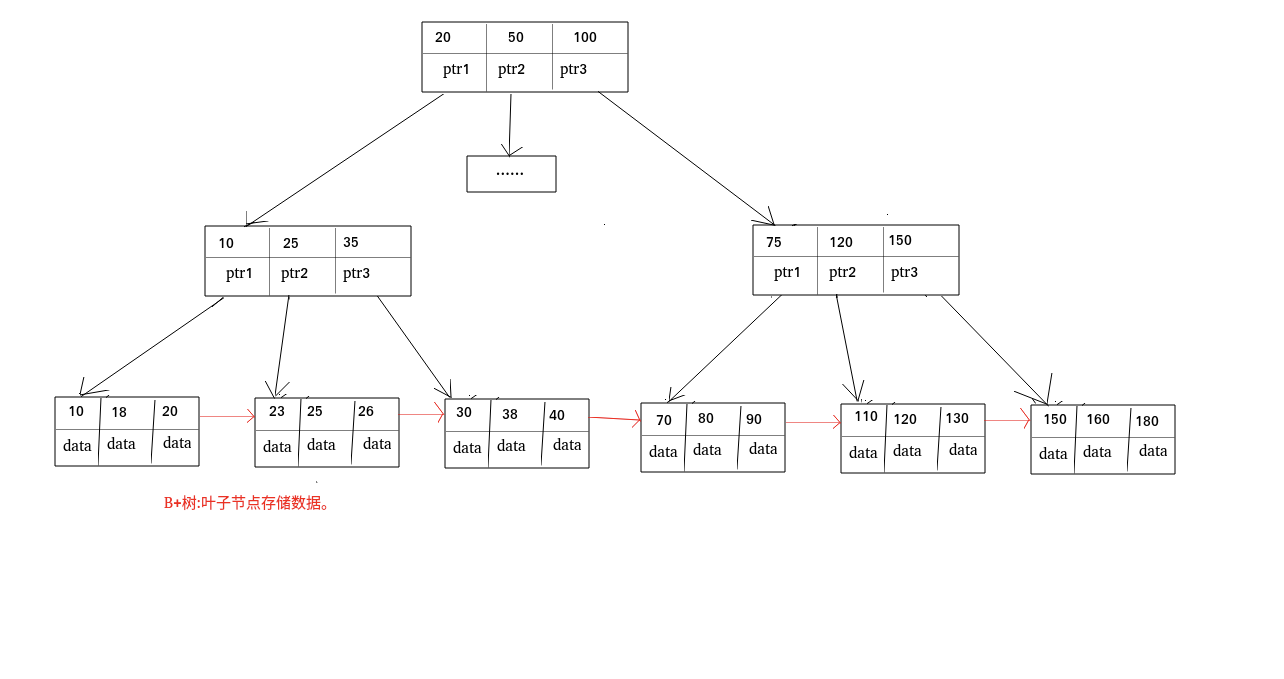 20 50 100
ptr1 ptr2 ptr3
······
10 25 35
ptr1 ptr2 ptr3
75 120 150
ptr1 ptr2 ptr3
10 18 20
data data data
23 25 26
data data data
30 38 40
data data data
70 80 90
data data data
110 120 130
data data data
150 160 180
data data data
B+树:叶子节点存储数据。